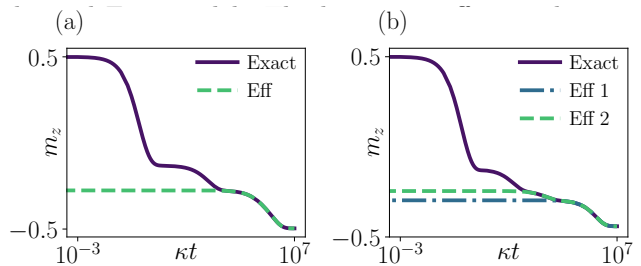 (a)
0.5
m_z
−0.5
10^{-3}
κt
10^7
Exact
Eff
(b)
0.5
m_z
−0.5
10^{-3}
κt
10^7
Exact
Eff 1
Eff 2